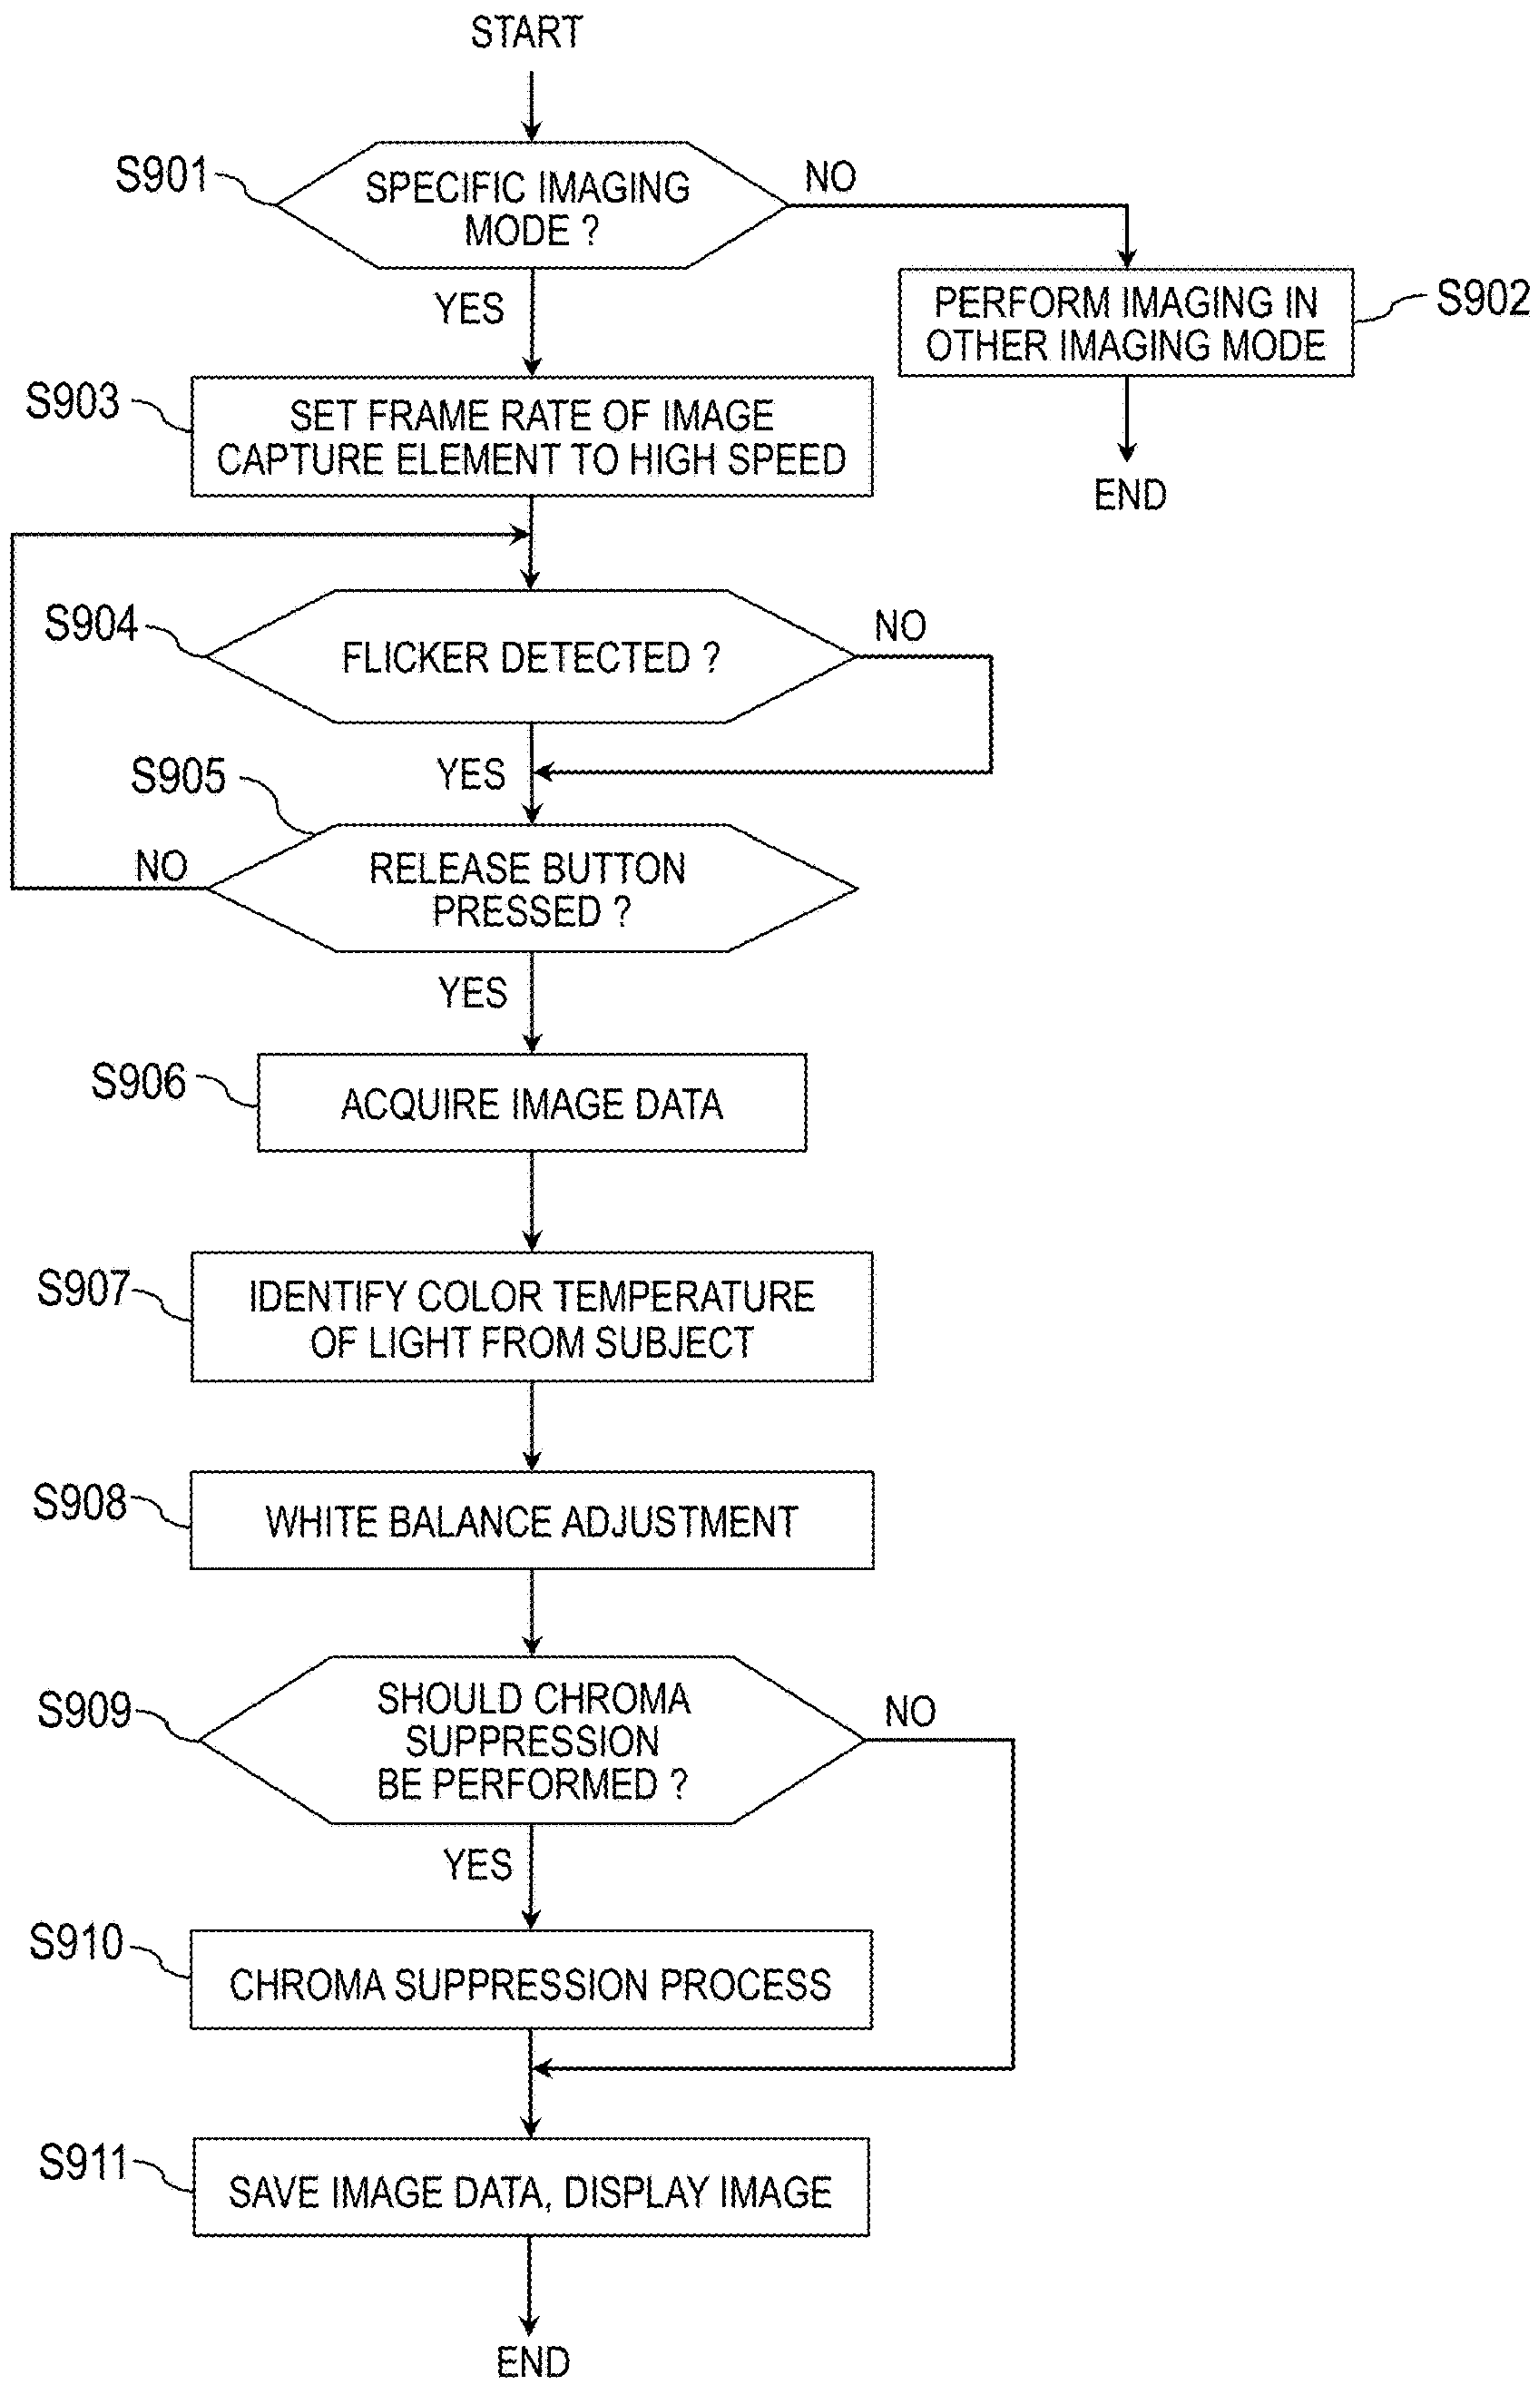 START
S901
SPECIFIC IMAGING
MODE ?
NO
YES
PERFORM IMAGING IN
OTHER IMAGING MODE
S902
END
S903
SET FRAME RATE OF IMAGE
CAPTURE ELEMENT TO HIGH SPEED
S904
FLICKER DETECTED ?
NO
YES
S905
RELEASE BUTTON
PRESSED ?
NO
YES
S906
ACQUIRE IMAGE DATA
S907
IDENTIFY COLOR TEMPERATURE
OF LIGHT FROM SUBJECT
S908
WHITE BALANCE ADJUSTMENT
S909
SHOULD CHROMA
SUPPRESSION
BE PERFORMED ?
NO
YES
S910
CHROMA SUPPRESSION PROCESS
S911
SAVE IMAGE DATA, DISPLAY IMAGE
END